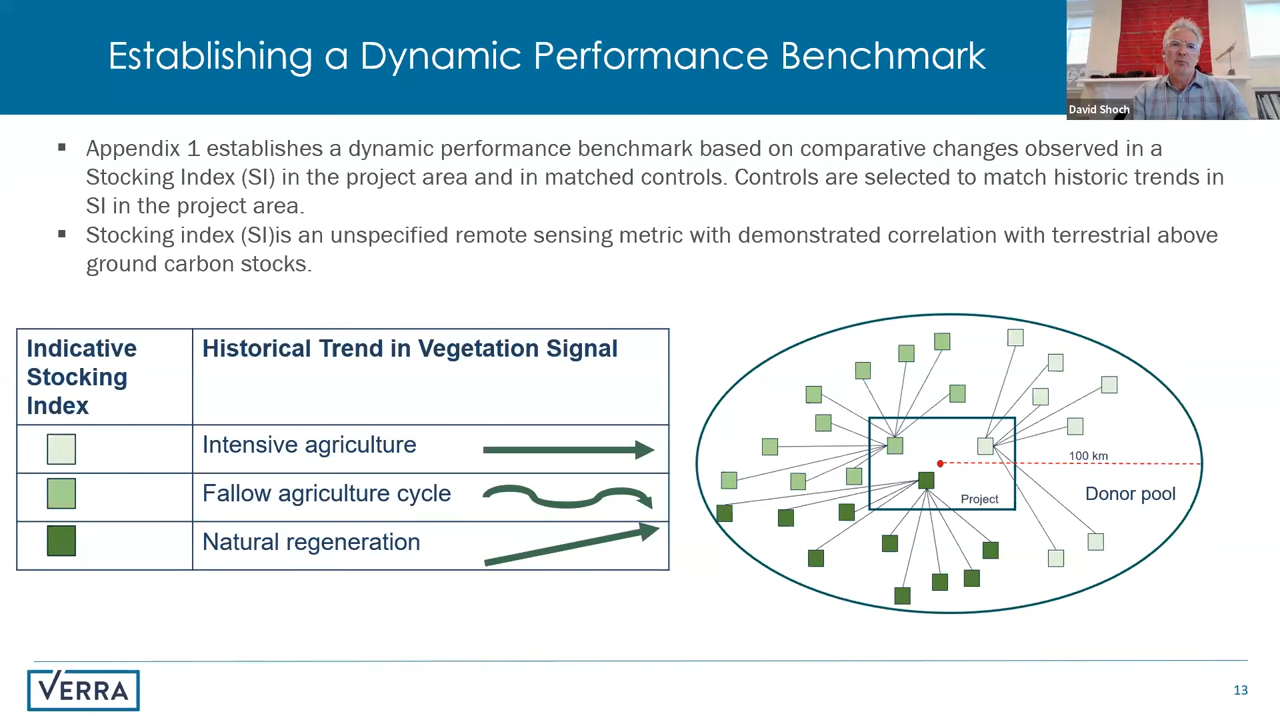 Establishing a Dynamic Performance Benchmark
David Shoch
▪ Appendix 1 establishes a dynamic performance benchmark based on comparative changes observed in a
Stocking Index (SI) in the project area and in matched controls. Controls are selected to match historic trends in
SI in the project area.
▪ Stocking index (SI)is an unspecified remote sensing metric with demonstrated correlation with terrestrial above
ground carbon stocks.
Indicative
Stocking
Index
Historical Trend in Vegetation Signal
Intensive agriculture
Fallow agriculture cycle
Natural regeneration
100 km
Donor pool
Project
VERRA
13